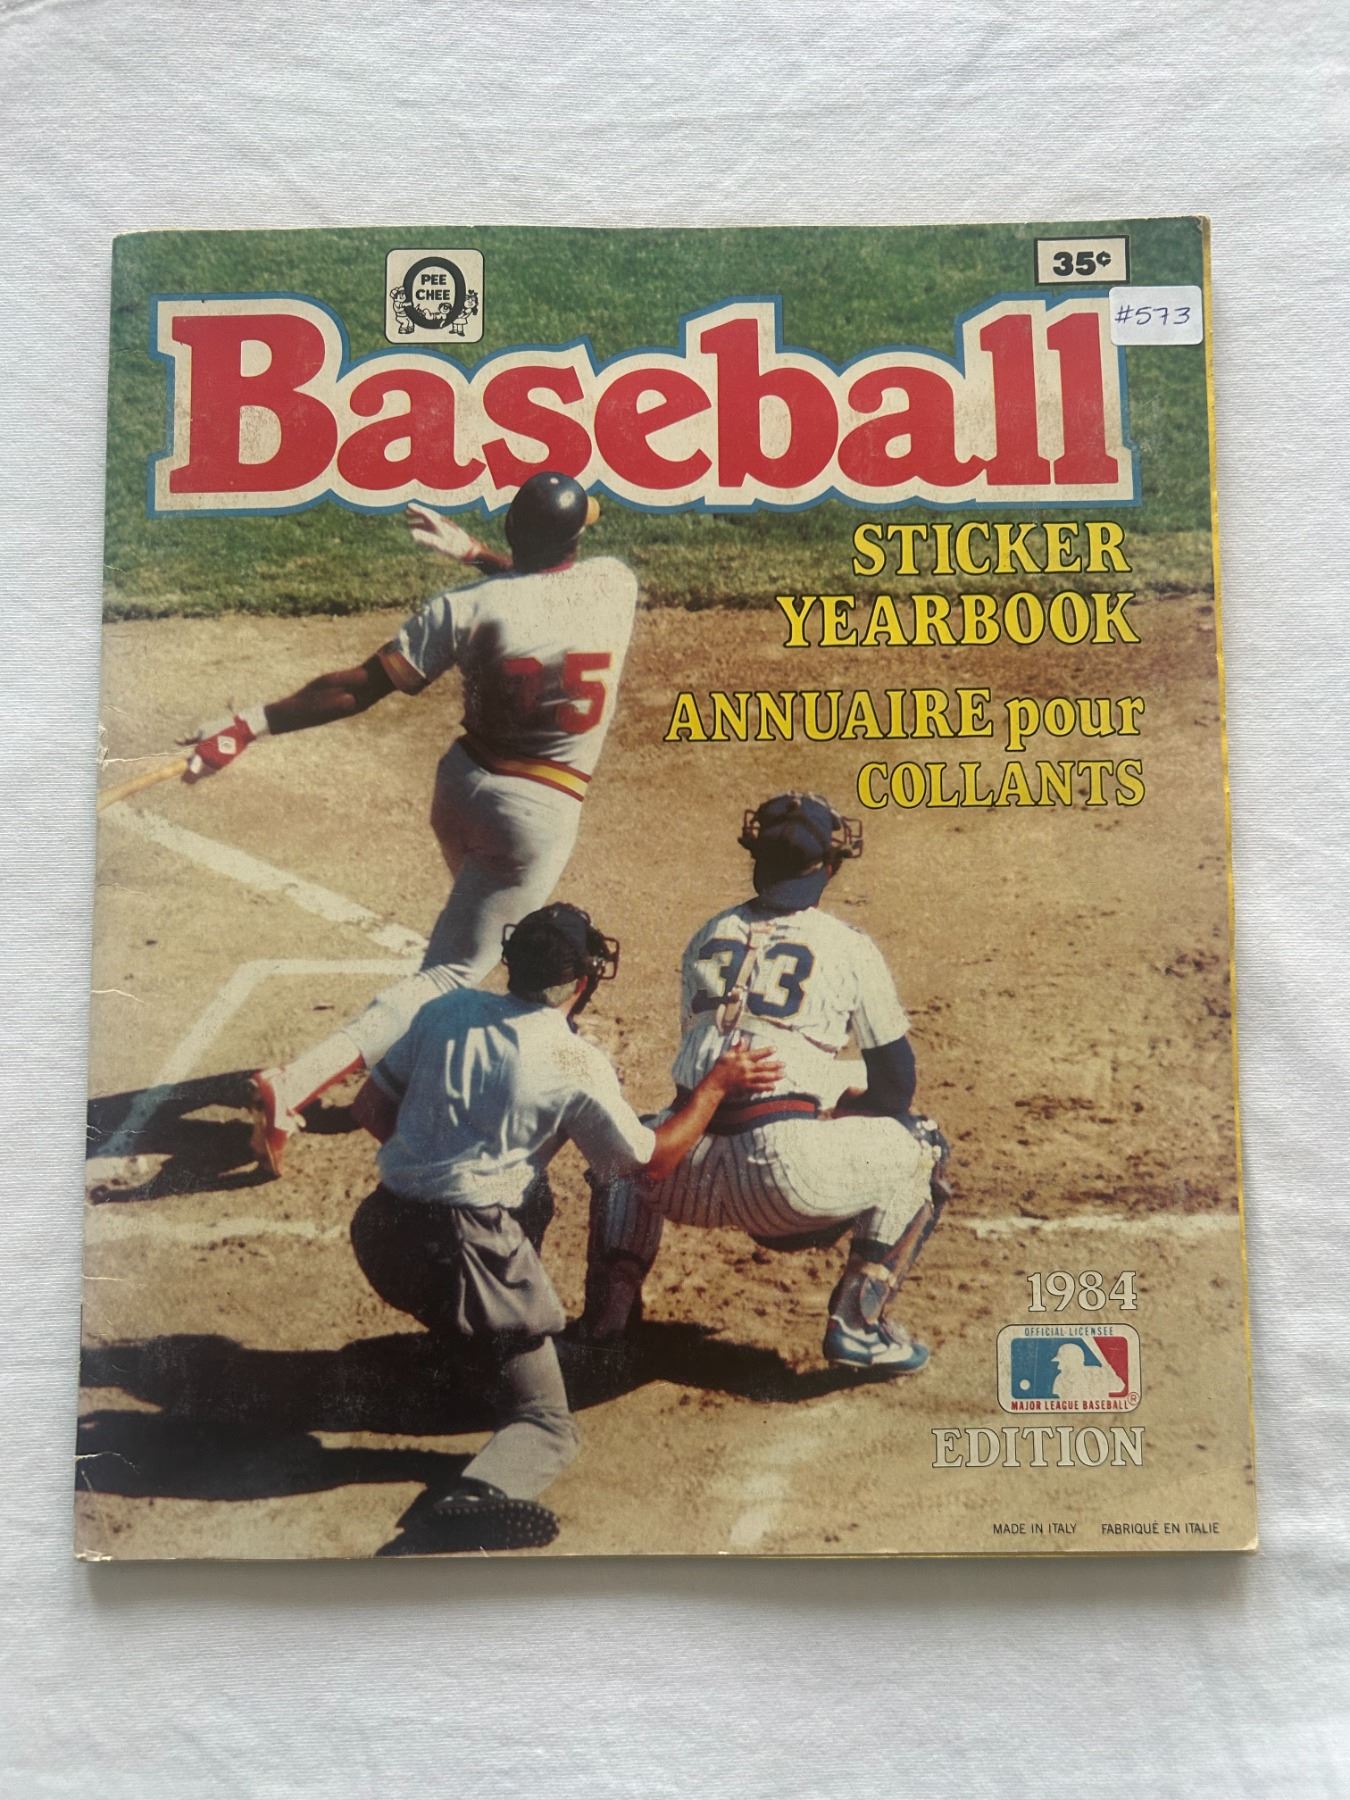 PEE
CHEE
35¢
#573
Baseball
STICKER
YEARBOOK
ANNUAIRE pour
COLLANTS
33
1984
OFFICIAL LICENSEE
MAJOR LEAGUE BASEBALL®
EDITION
MADE IN ITALY FABRIQUÉ EN ITALIE